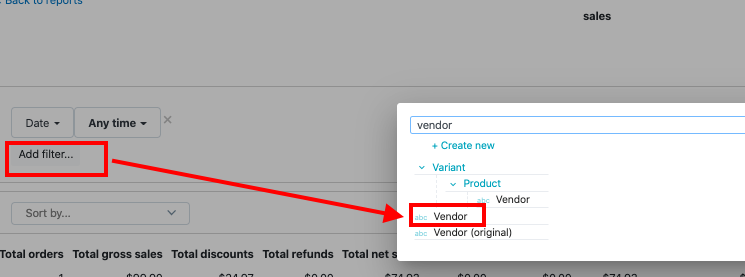 Back to reports
sales
Date
Any time
×
Add filter...
Sort by...
vendor
+ Create new
Variant
Product
abc Vendor
abc Vendor
abc Vendor (original)
Total orders Total gross sales Total discounts Total refunds Total net s